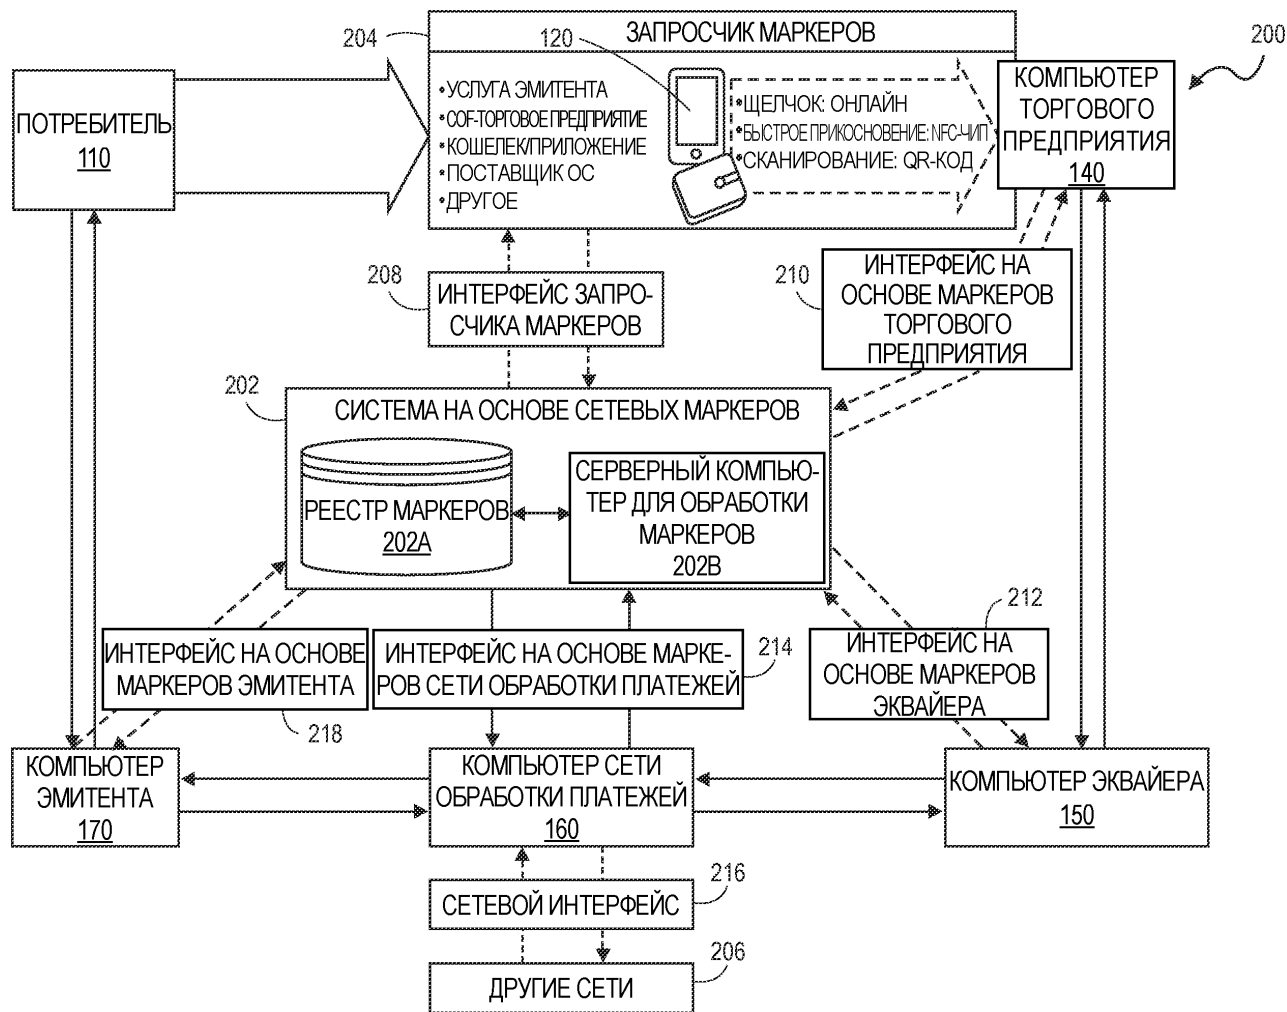 204
ЗАПРОСЧИК МАРКЕРОВ
120
200
ПОТРЕБИТЕЛЬ
110
•УСЛУГА ЭМИТЕНТА
•COF-ТОРГОВОЕ ПРЕДПРИЯТИЕ
•КОШЕЛЕК/ПРИЛОЖЕНИЕ
•ПОСТАВЩИК ОС
•ДРУГОЕ
•ЩЕЛЧОК: ОНЛАЙН
•БЫСТРОЕ ПРИКОСНОВЕНИЕ: NFC-ЧИП
•СКАНИРОВАНИЕ: QR-КОД
КОМПЬЮТЕР
ТОРГОВОГО
ПРЕДПРИЯТИЯ
140
208
ИНТЕРФЕЙС ЗАПРО-
СЧИКА МАРКЕРОВ
210
ИНТЕРФЕЙС НА
ОСНОВЕ МАРКЕРОВ
ТОРГОВОГО
ПРЕДПРИЯТИЯ
202
СИСТЕМА НА ОСНОВЕ СЕТЕВЫХ МАРКЕРОВ
РЕЕСТР МАРКЕРОВ
202A
СЕРВЕРНЫЙ КОМПЬЮ-
ТЕР ДЛЯ ОБРАБОТКИ
МАРКЕРОВ
202B
ИНТЕРФЕЙС НА ОСНОВЕ
МАРКЕРОВ ЭМИТЕНТА
218
ИНТЕРФЕЙС НА ОСНОВЕ МАРКЕ-
РОВ СЕТИ ОБРАБОТКИ ПЛАТЕЖЕЙ
214
212
ИНТЕРФЕЙС НА
ОСНОВЕ МАРКЕРОВ
ЭКВАЙЕРА
КОМПЬЮТЕР
ЭМИТЕНТА
170
КОМПЬЮТЕР СЕТИ
ОБРАБОТКИ ПЛАТЕЖЕЙ
160
КОМПЬЮТЕР ЭКВАЙЕРА
150
216
СЕТЕВОЙ ИНТЕРФЕЙС
206
ДРУГИЕ СЕТИ